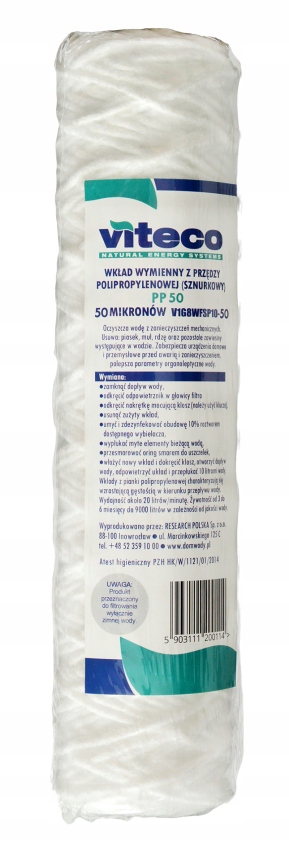 viteco
NATURAL ENERGY SYSTEMS
WKŁAD WYMIENNY Z PRZĘDZY
POLIPROPYLENOWEJ (SZNURKOWY)
PP 50
50 MIKRONÓW V1G8WFSP10-50
Oczyszcza wodę z zanieczyszczeń mechanicznych.
Usuwa: piasek, muł, rdzę oraz pozostałe zawiesiny
występujące w wodzie. Zabezpiecza urządzenia domowe
i przemysłowe przed awarią i zanieczyszczeniem,
polepsza parametry organoleptyczne wody.
Wymiana:
• zamknąć dopływ wody,
• odkręcić odpowietrznik w głowicy filtra
• odkręcić nakrętkę mocującą klosz (należy użyć klucza),
• usunąć zużyty wkład,
• umyć i zdezynfekować obudowę 10% roztworem
dostępnego wybielacza,
• wypłukać myte elementy bieżącą wodą,
• przesmarować oring smarem do uszczelek,
• włożyć nowy wkład i dokręcić klosz, otworzyć dopływ
wody, odpowietrzyć układ i przepłukać 10 litrami wody
Wkłady z pianki polipropylenowej charakteryzują się
wzrastającą gęstością w kierunku przepływu wody.
Wydajność około 20 litrów/minutę. Żywotność od 2 do
6 miesięcy do 9000 litrów w zależności od jakości wody.
Wyprodukowano przez: RESEARCH POLSKA Sp. z o.o.
88-100 Inowrocław • ul. Marcinkowskiego 125 C
tel. +48 52 359 10 00 • www.domwody.pl
Atest higieniczny PZH HK/W/1121/01/2014
UWAGA:
Produkt
przeznaczony
do filtrowania
wyłącznie
zimnej wody.
5 903111 200114 >